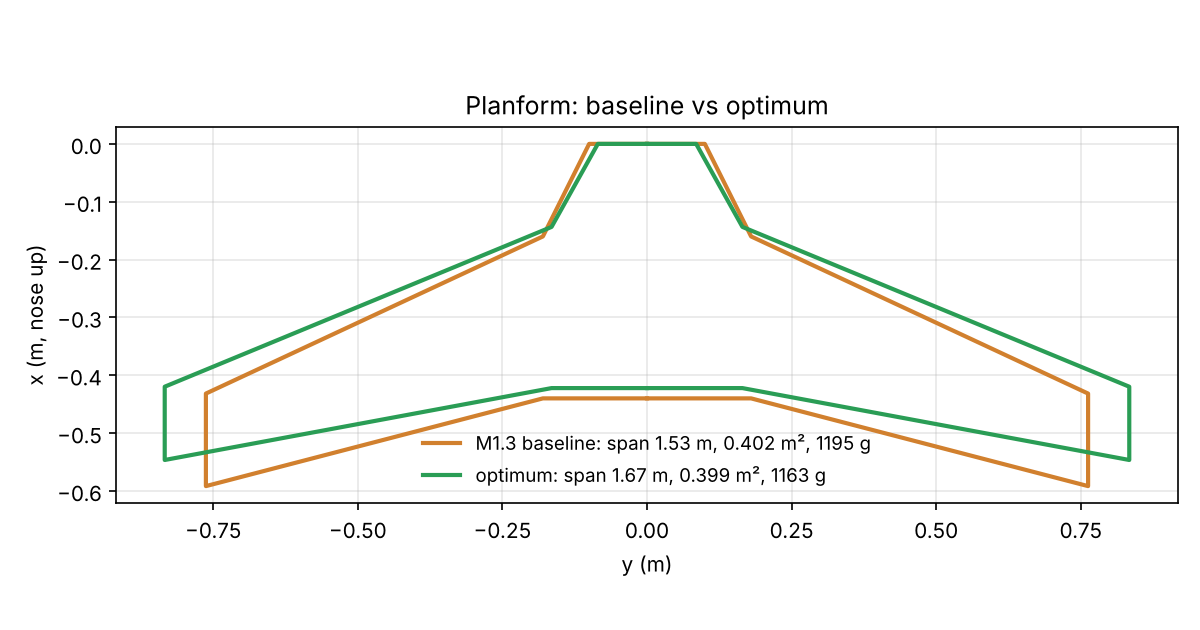 Planform: baseline vs optimum
0.0
−0.1
−0.2
−0.3
−0.4
−0.5
−0.6
x (m, nose up)
M1.3 baseline: span 1.53 m, 0.402 m², 1195 g
optimum: span 1.67 m, 0.399 m², 1163 g
−0.75 −0.50 −0.25 0.00 0.25 0.50 0.75
y (m)